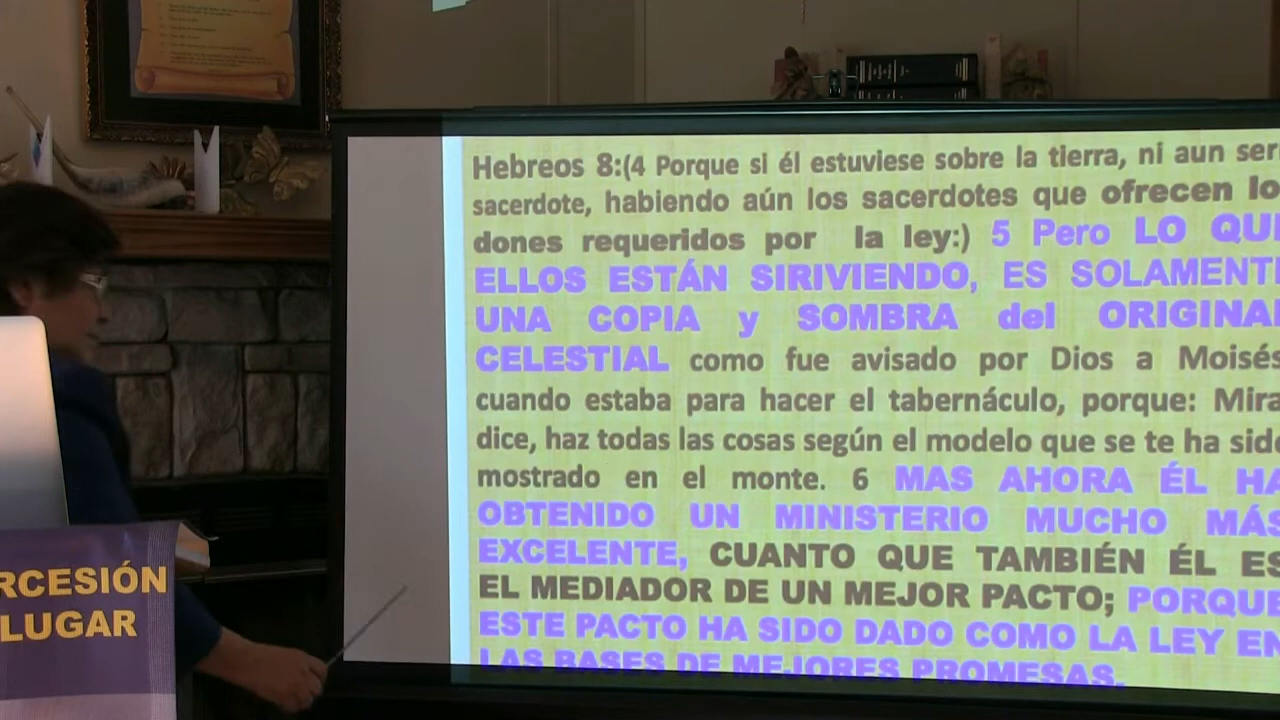 Hebreos 8:(4 Porque si él estuviese sobre la tierra, ni aun ser
sacerdote, habiendo aún los sacerdotes que ofrecen lo
dones requeridos por la ley:) 5 Pero LO QUE
ELLOS ESTÁN SIRIVIENDO, ES SOLAMENTE
UNA COPIA y SOMBRA del ORIGINAL
CELESTIAL como fue avisado por Dios a Moisés
cuando estaba para hacer el tabernáculo, porque: Mira
dice, haz todas las cosas según el modelo que se te ha sido
mostrado en el monte. 6 MAS AHORA ÉL HA
OBTENIDO UN MINISTERIO MUCHO MÁS
EXCELENTE, CUANTO QUE TAMBIÉN ÉL ES
EL MEDIADOR DE UN MEJOR PACTO; PORQUE
ESTE PACTO HA SIDO DADO COMO LA LEY EN
LAS BASES DE MEJORES PROMESAS.
RCESIÓN
LUGAR